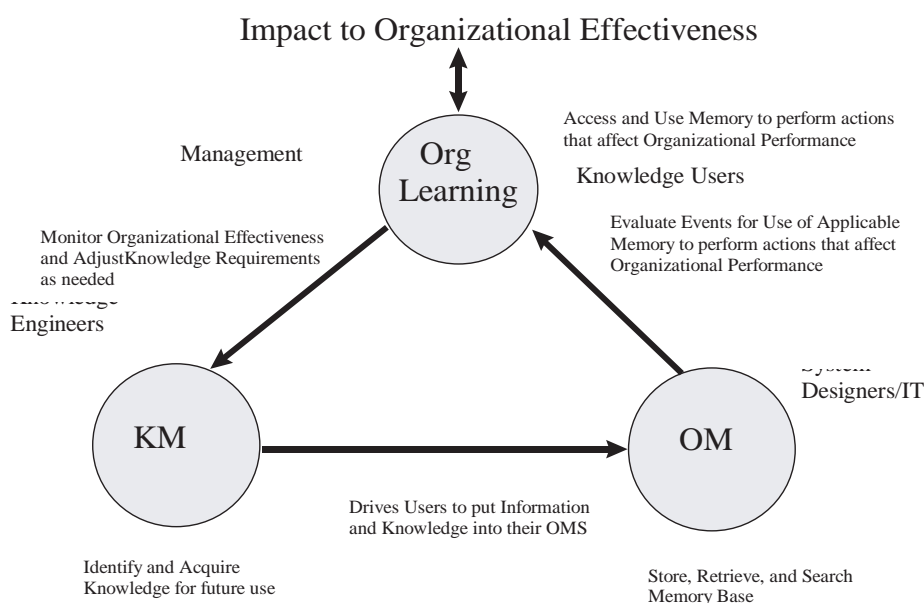 Impact to Organizational Effectiveness
Access and Use Memory to perform actions
that affect Organizational Performance
Management
Org
Learning
Knowledge Users
Monitor Organizational Effectiveness
and AdjustKnowledge Requirements
as needed
Evaluate Events for Use of Applicable
Memory to perform actions that affect
Organizational Performance
Knowledge
Engineers
System
Designers/IT
KM
OM
Drives Users to put Information
and Knowledge into their OMS
Identify and Acquire
Knowledge for future use
Store, Retrieve, and Search
Memory Base